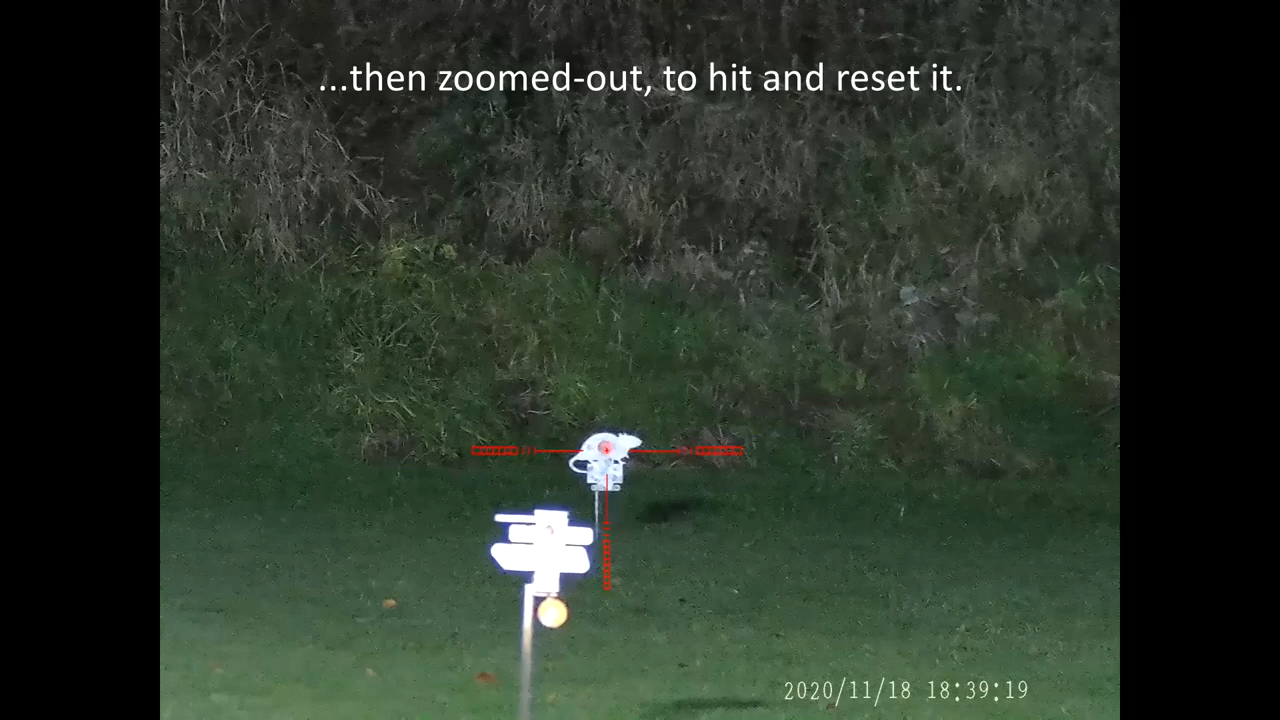 ...then zoomed-out, to hit and reset it.
2020/11/18 18:39:19